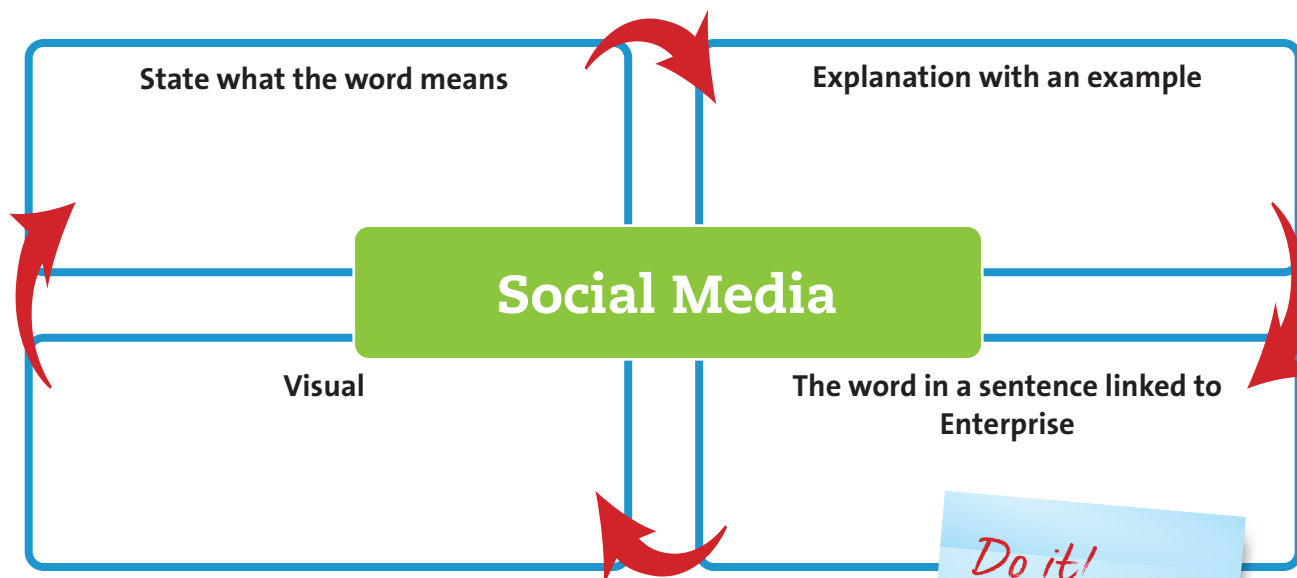 State what the word means
Explanation with an example
Social Media
Visual
The word in a sentence linked to
Enterprise
Do it!